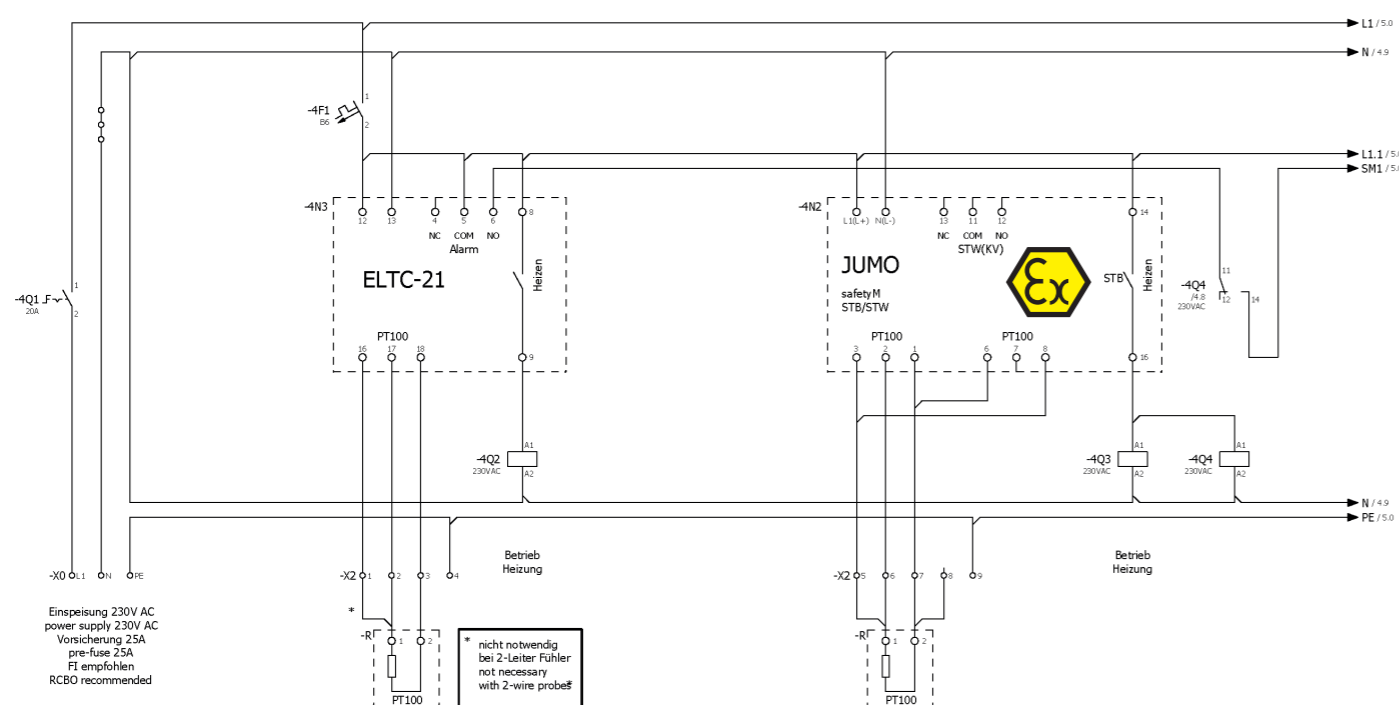 L1 / 5.0
N / 4.9
-4F1
B6
1
2
L1.1 / 5.
SM1 / 5.
-4N3
12
13
4
5
6
8
NC
COM
NO
Alarm
ELTC-21
Heizen
PT100
16
17
18
9
-4N2
L1(L+)
N(L-)
13
11
12
14
NC
COM
NO
STW(KV)
JUMO
safetyM
STB/STW
Ex
STB
Heizen
PT100
PT100
3
2
1
6
7
8
16
-4Q1
20A
1
2
-4Q4
/4.8
230VAC
11
12
14
-4Q2
230VAC
A1
A2
-4Q3
230VAC
A1
A2
-4Q4
230VAC
A1
A2
N / 4.9
PE / 5.0
Betrieb
Heizung
Betrieb
Heizung
-X0 L1 N PE
-X2 1 2 3 4
-X2 5 6 7 8 9
Einspeisung 230V AC
power supply 230V AC
Vorsicherung 25A
pre-fuse 25A
FI empfohlen
RCBO recommended
*
-R
1
2
PT100
* nicht notwendig
bei 2-Leiter Fühler
not necessary
with 2-wire probes*
-R
1
2
PT100